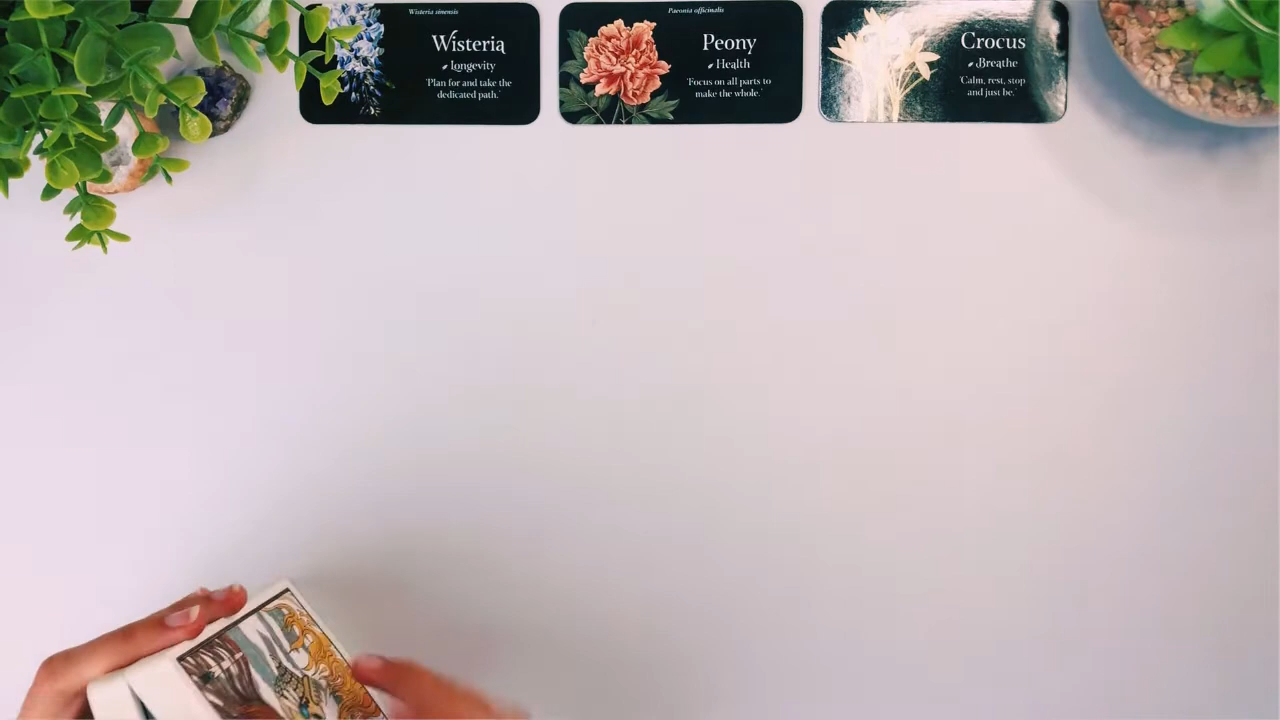 Wisteria sinensis
Wisteria
Longevity
'Plan for and take the
dedicated path.'
Paeonia officinalis
Peony
Health
'Focus on all parts to
make the whole.'
Crocus
Breathe
'Calm, rest, stop
and just be.'